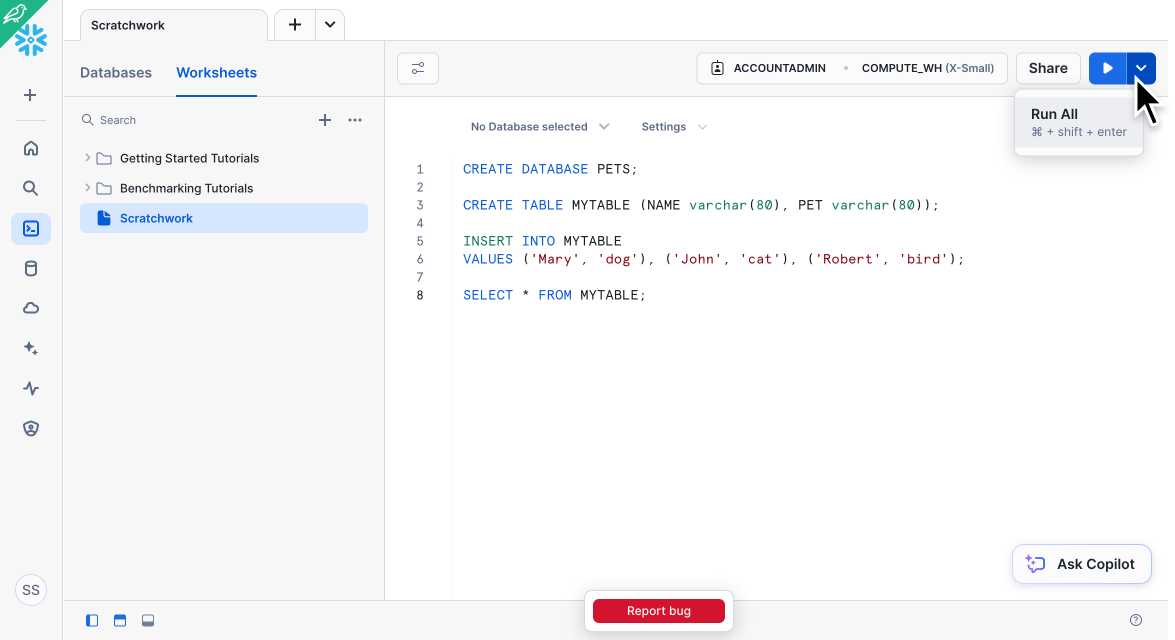 Scratchwork
Databases
Worksheets
ACCOUNTADMIN
COMPUTE_WH (X-Small)
Share
Run All
⌘ + shift + enter
Search
No Database selected
Settings
Getting Started Tutorials
Benchmarking Tutorials
Scratchwork
1 CREATE DATABASE PETS;
2
3 CREATE TABLE MYTABLE (NAME varchar(80), PET varchar(80));
4
5 INSERT INTO MYTABLE
6 VALUES ('Mary', 'dog'), ('John', 'cat'), ('Robert', 'bird');
7
8 SELECT * FROM MYTABLE;
Ask Copilot
SS
Report bug